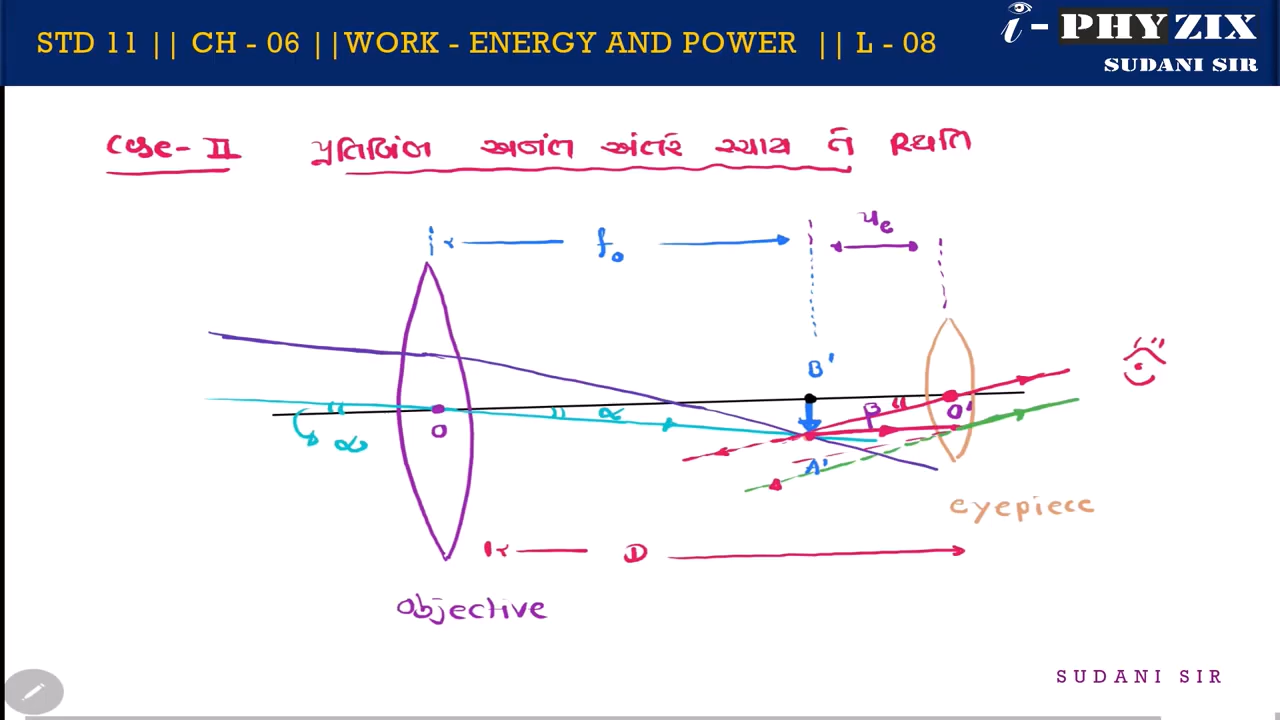 STD 11 || CH - 06 ||WORK - ENERGY AND POWER || L - 08
i-PHYZIX
SUDANI SIR
Case - II પ્રતિબિંબ અનંત અંતરે રચાય તે સ્થિતિ
f₀
uₑ
B'
α
β
O
O'
α
A'
eyepiece
D
objective
SUDANI SIR